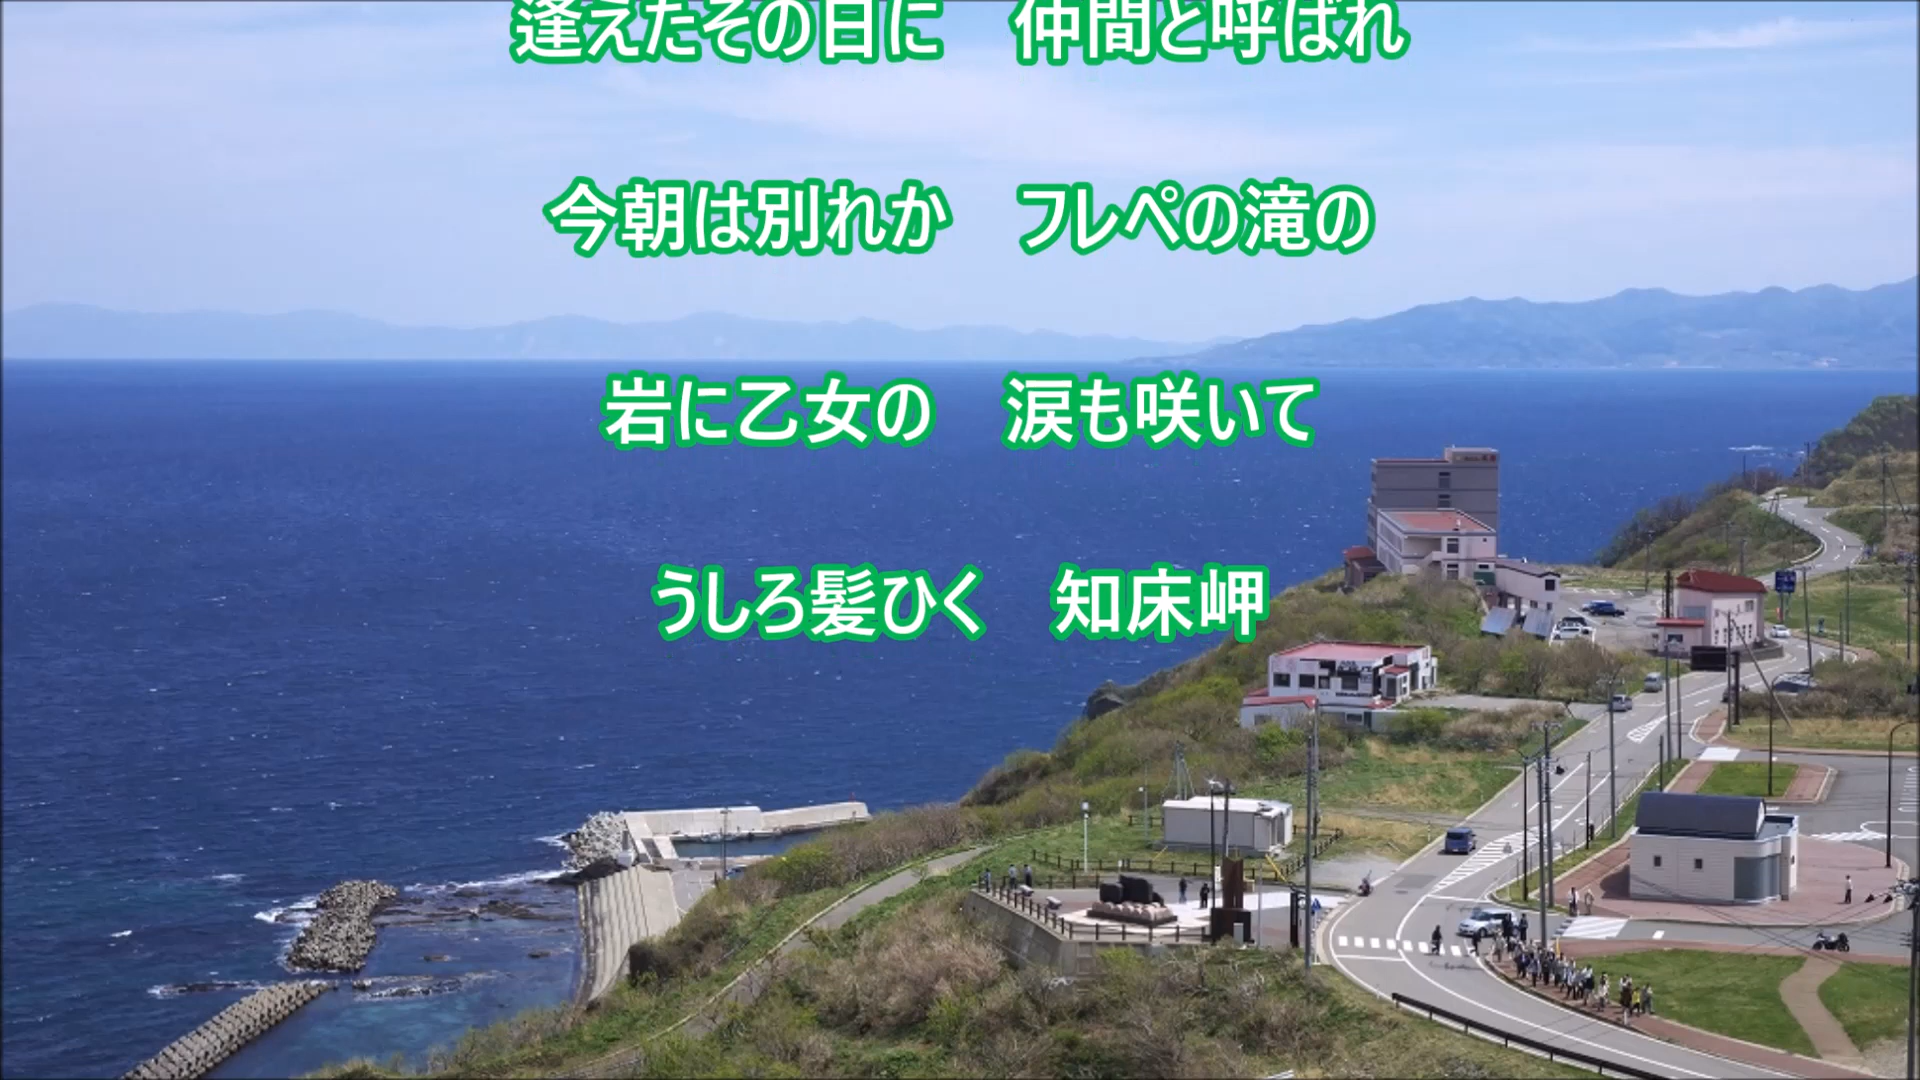 逢えたその日に　仲間と呼ばれ
今朝は別れか　フレペの滝の
岩に乙女の　涙も咲いて
うしろ髪ひく　知床岬